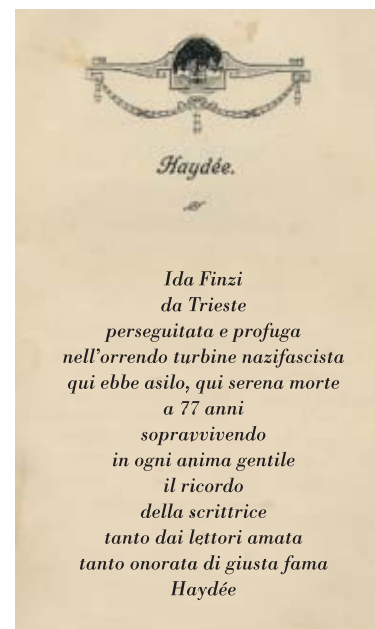 Haydée.
Ida Finzi
da Trieste
perseguitata e profuga
nell'orrendo turbine nazifascista
qui ebbe asilo, qui serena morte
a 77 anni
sopravvivendo
in ogni anima gentile
il ricordo
della scrittrice
tanto dai lettori amata
tanto onorata di giusta fama
Haydée